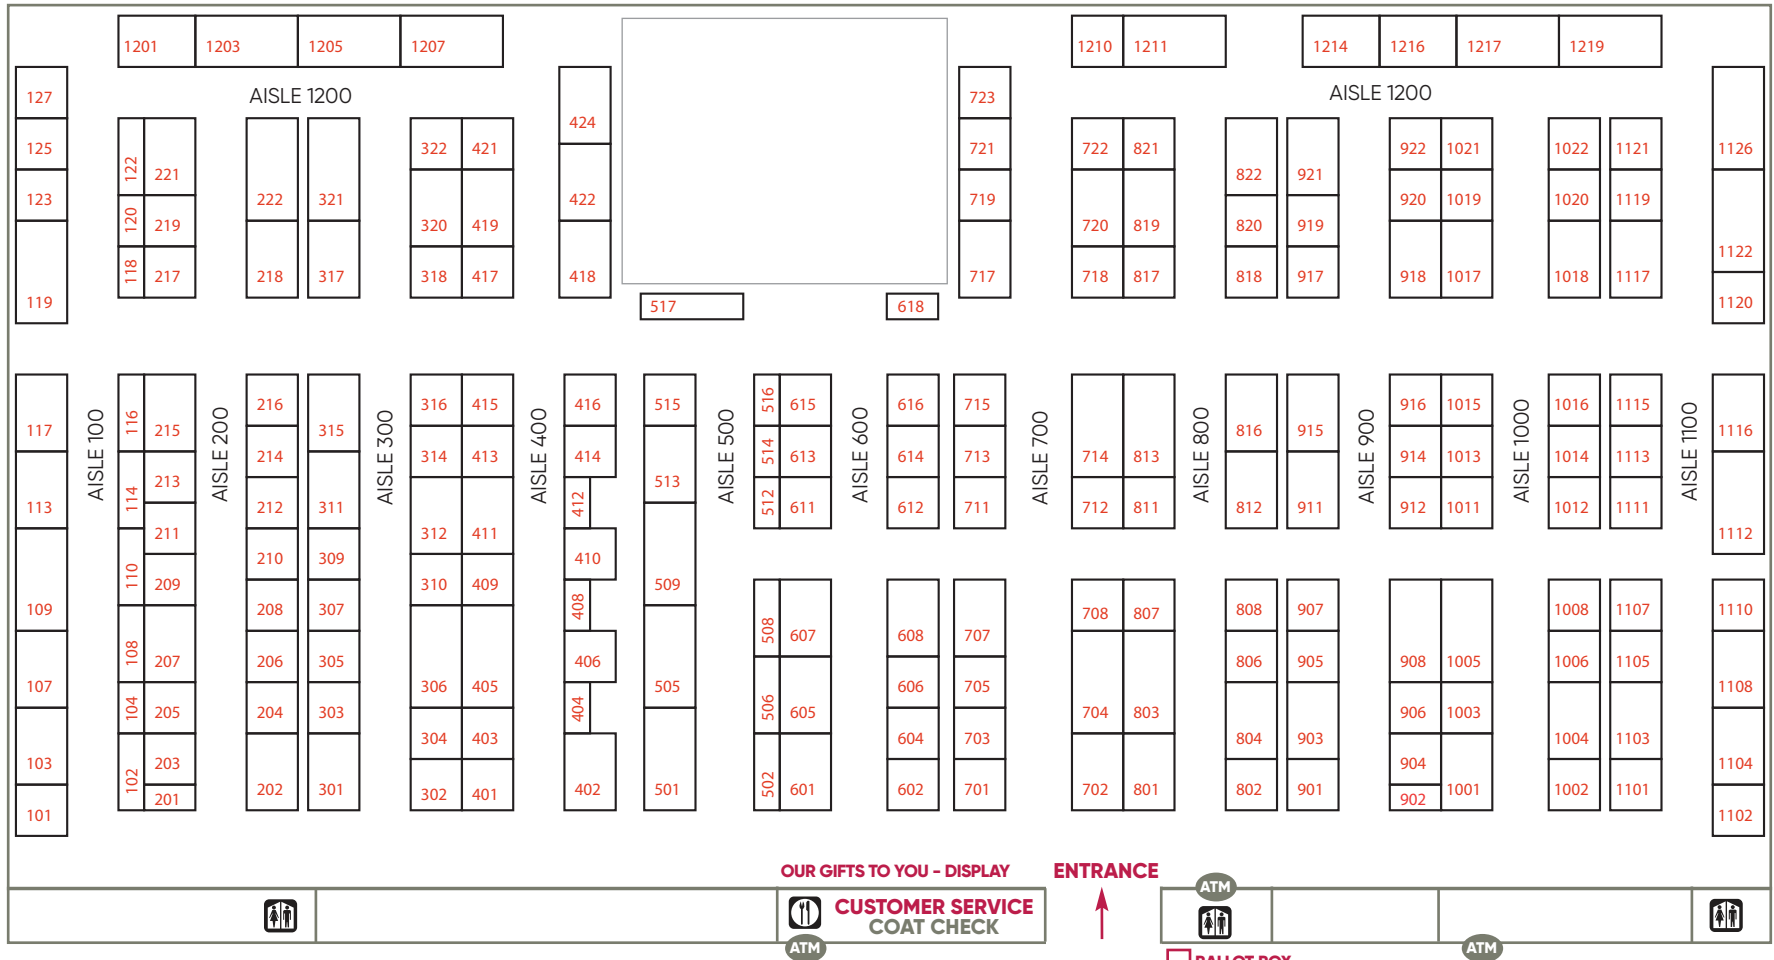 1201 1203 1205 1207 1210 1211 1214 1216 1217 1219
127 AISLE 1200 723 AISLE 1200
424
125 122 322 421 721 722 821 922 1021 1022 1121 1126
221 822 921
123 222 321 422 719 920 1019 1020 1119
120 219 320 419 720 819 820 919
1122
118 217 218 317 318 417 418 717 718 817 818 917 918 1017 1018 1117
119 517 618 1120
216 316 415 416 515 516 615 616 715 916 1015 1016 1115
117 AISLE 100 116 215 AISLE 200 315 AISLE 300 AISLE 400 AISLE 500 AISLE 600 AISLE 700 AISLE 800 816 915 AISLE 900 AISLE 1000 AISLE 1100 1116
214 314 413 414 514 613 614 713 714 813 914 1013 1014 1113
213 513
113 114 212 311 412 512 611 612 711 712 811 812 911 912 1011 1012 1111
211 312 411 1112
210 309 410
110 209 310 409 509
109 208 307 408 708 807 808 907 1008 1107 1110
508 607 608 707
108 207 206 305 406 806 905 908 1005 1006 1105
107 306 405 505 606 705 1108
104 205 204 303 404 506 605 704 803 906 1003
304 403 604 703 804 903 1004 1103
103 203 904 1104
102 202 301 302 401 402 501 502 601 602 701 702 801 802 901 1001 1002 1101
201 902
101 1102
OUR GIFTS TO YOU - DISPLAY ENTRANCE
ATM
CUSTOMER SERVICE
COAT CHECK
ATM ATM
BALLOT BOX